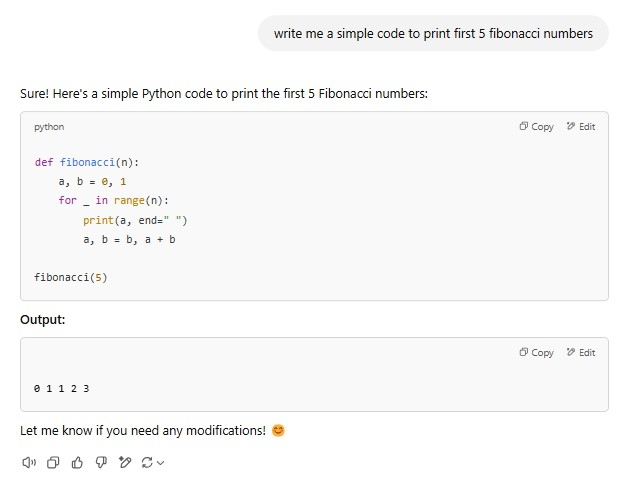 write me a simple code to print first 5 fibonacci numbers
Sure! Here's a simple Python code to print the first 5 Fibonacci numbers:
python Copy Edit
def fibonacci(n):
    a, b = 0, 1
    for _ in range(n):
        print(a, end=" ")
        a, b = b, a + b
fibonacci(5)
Output:
Copy Edit
0 1 1 2 3
Let me know if you need any modifications! 😊